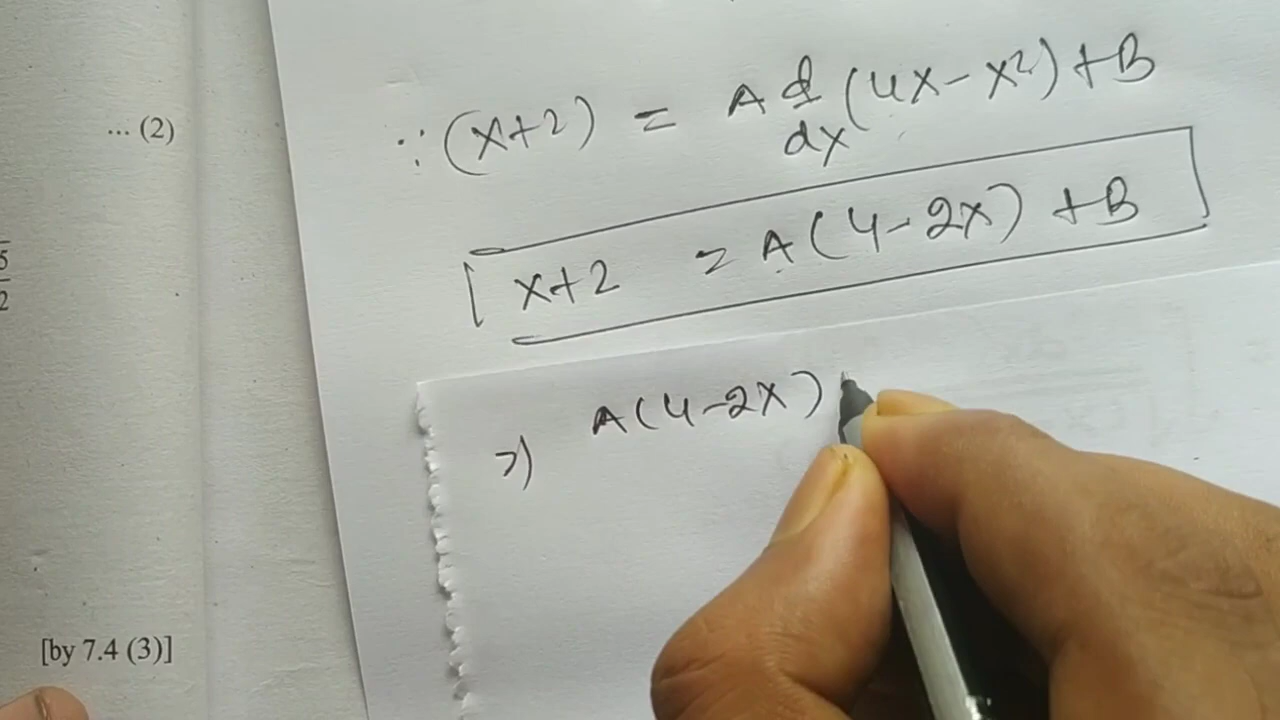 ... (2)
∵ (x+2) = A d/dx (4x-x²) +B
x+2 = A(4-2x) +B
5
2
⇒ A(4-2x)
[by 7.4 (3)]